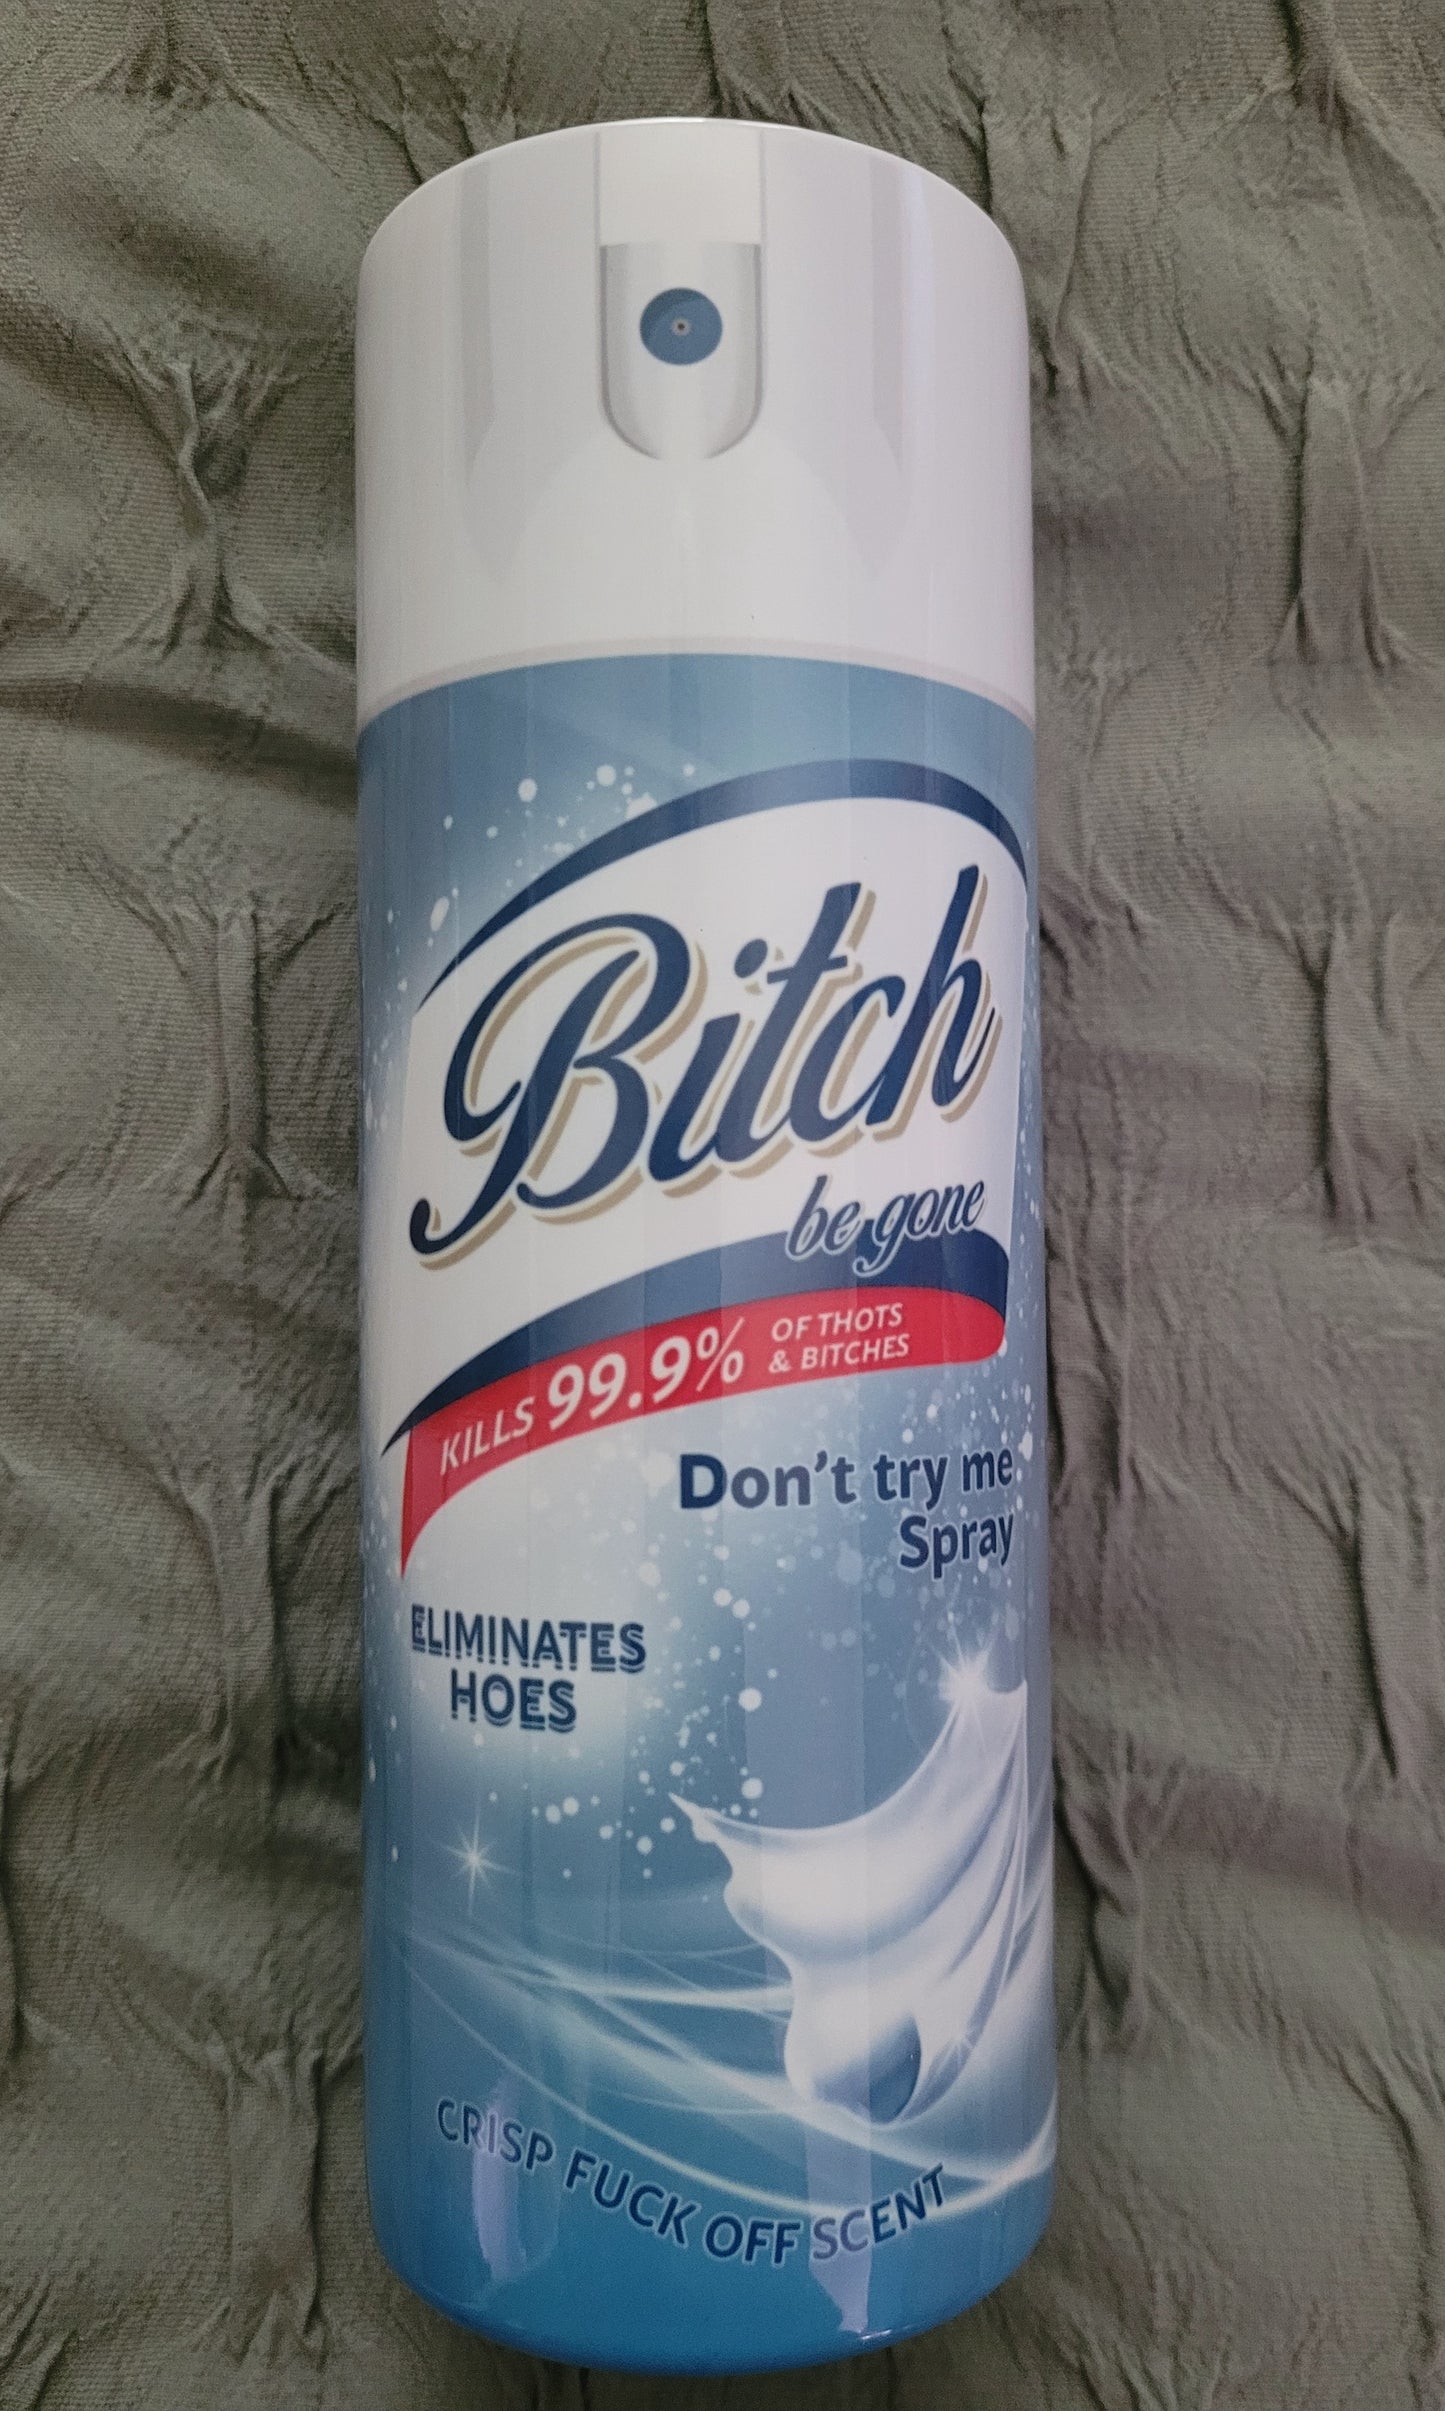 Bitch
be gone
KILLS 99.9% OF THOTS
& BITCHES
Don't try me
Spray
ELIMINATES
HOES
CRISP FUCK OFF SCENT